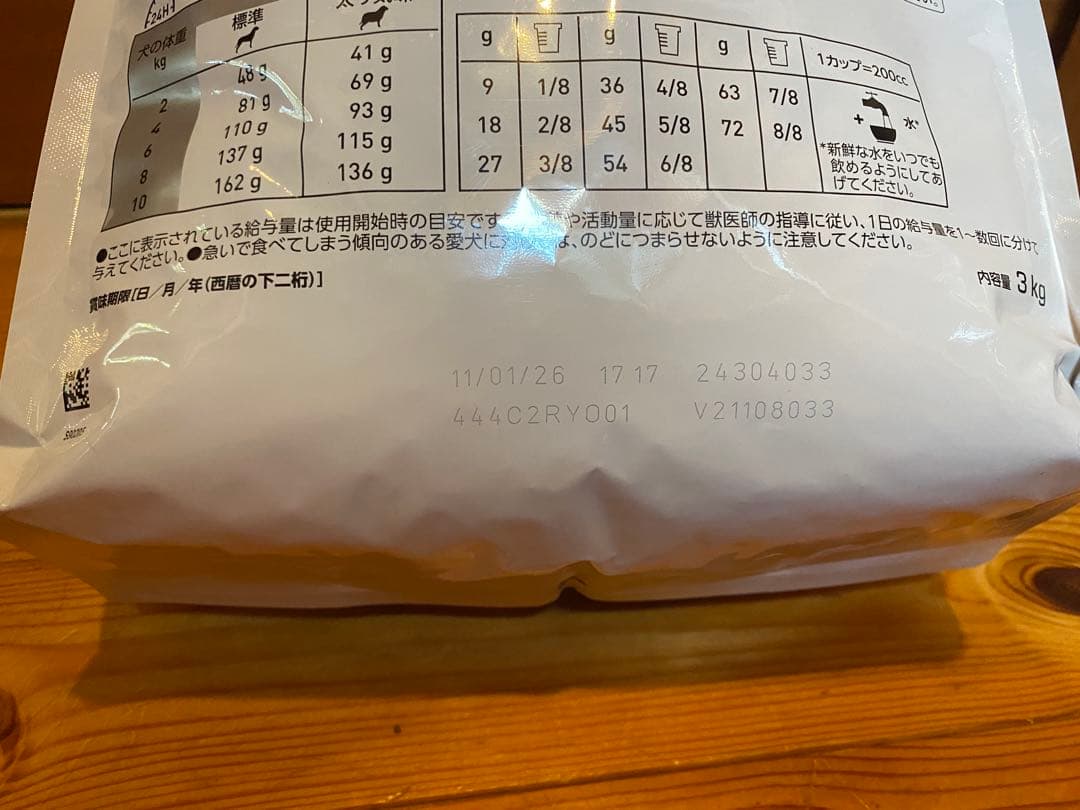 24H
標準
犬の体重
kg
48 g 41 g
2 81 g 69 g
4 110 g 93 g
6 137 g 115 g
8 162 g 136 g
10
g g g 1カップ=200cc
9 1/8 36 4/8 63 7/8
18 2/8 45 5/8 72 8/8 + 水*
27 3/8 54 6/8
*新鮮な水をいつでも
飲めるようにしてあ
げてください。
●ここに表示されている給与量は使用開始時の目安です や活動量に応じて獣医師の指導に従い、1日の給与量を1~数回に分けて
与えてください。●急いで食べてしまう傾向のある愛犬に は、のどにつまらせないように注意してください。
賞味期限[日/月/年(西暦の下二桁)]
内容量 3 kg
11/01/26 17 17 24304033
444C2RY001 V21108033